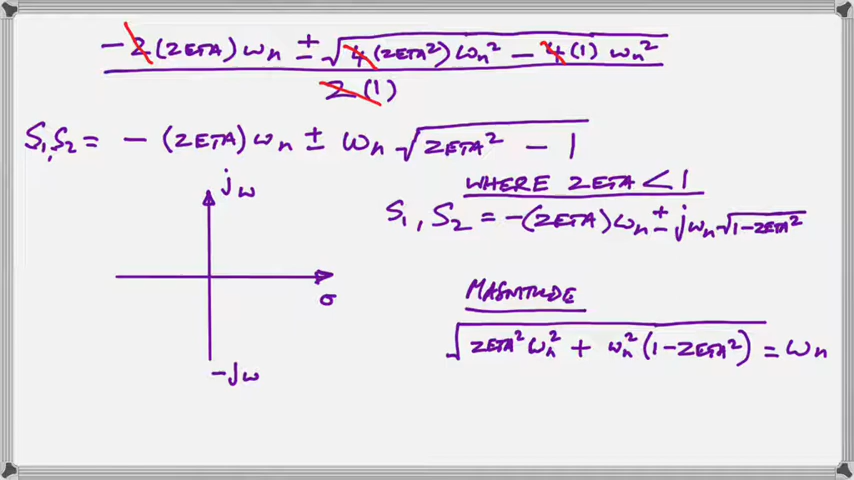 -2(ZETA)ωn ± √4(ZETA²)ωn² - 4(1)ωn²
2(1)
S1,S2 = -(ZETA)ωn ± ωn√ZETA² - 1
jω
WHERE ZETA < 1
S1, S2 = -(ZETA)ωn ± jωn√1-ZETA²
σ
MAGNITUDE
√ZETA²ωn² + ωn²(1-ZETA²) = ωn
-jω